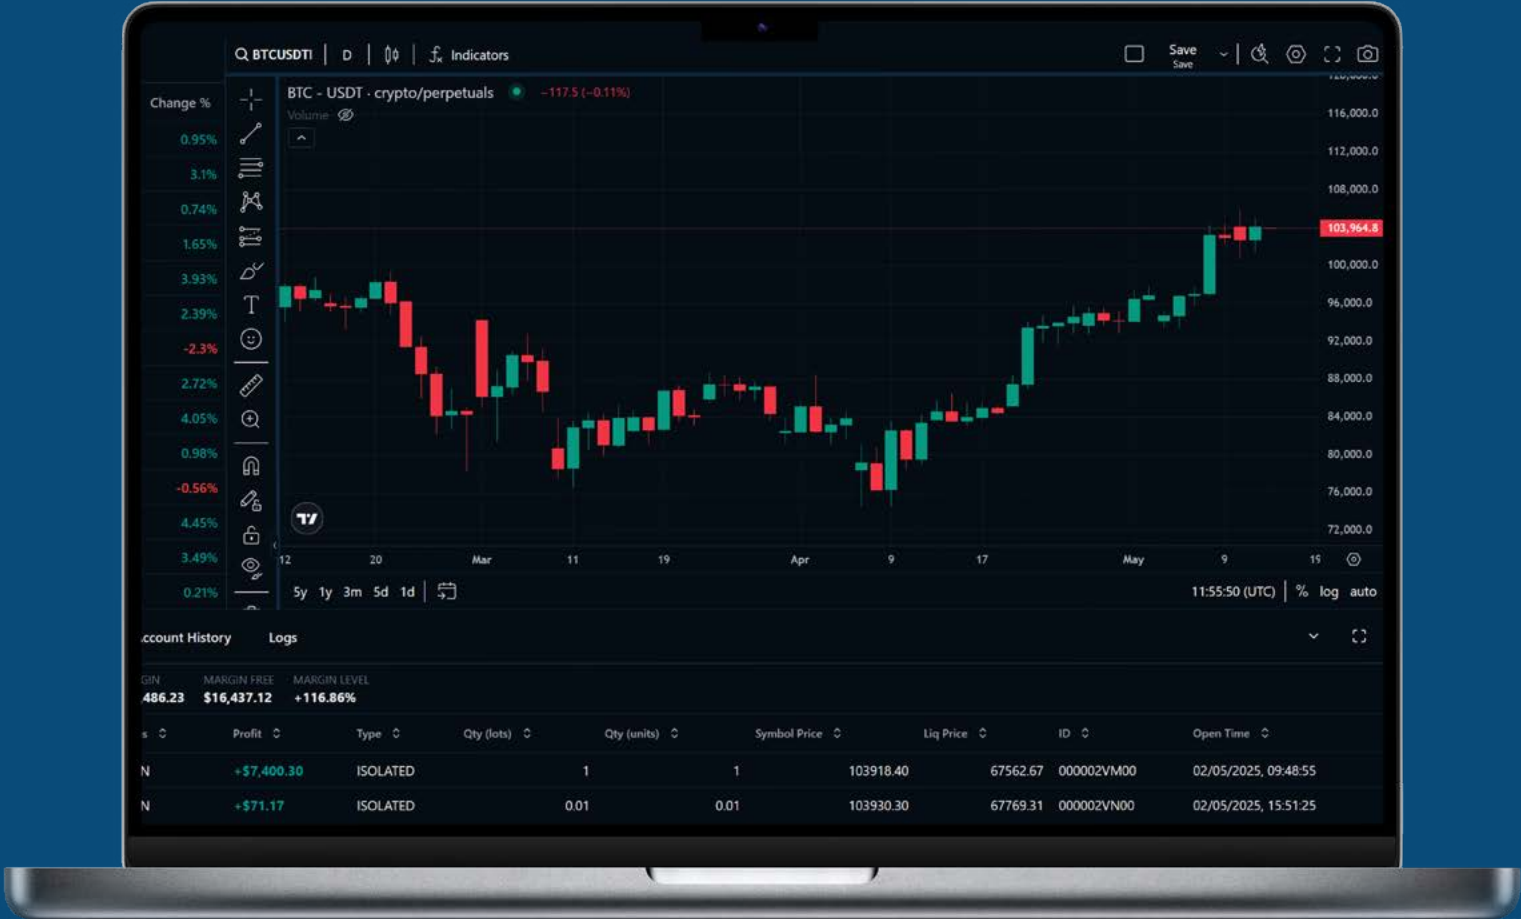 BTCUSDTI D Indicators Save
Save
Change %
BTC - USDT · crypto/perpetuals −117.5 (−0.11%)
Volume
0.95%
3.1%
0.74%
1.65%
3.93%
2.39%
-2.3%
2.72%
4.05%
0.98%
-0.56%
4.45%
3.49%
0.21%
116,000.0
112,000.0
108,000.0
103,964.8
100,000.0
96,000.0
92,000.0
88,000.0
84,000.0
80,000.0
76,000.0
72,000.0
12 20 Mar 11 19 Apr 9 17 May 9 19
5y 1y 3m 5d 1d 11:55:50 (UTC) % log auto
ccount History Logs
GIN MARGIN FREE MARGIN LEVEL
486.23 $16,437.12 +116.86%
s Profit Type Qty (lots) Qty (units) Symbol Price Liq Price ID Open Time
N +$7,400.30 ISOLATED 1 1 103918.40 67562.67 000002VM00 02/05/2025, 09:48:55
N +$71.17 ISOLATED 0.01 0.01 103930.30 67769.31 000002VN00 02/05/2025, 15:51:25